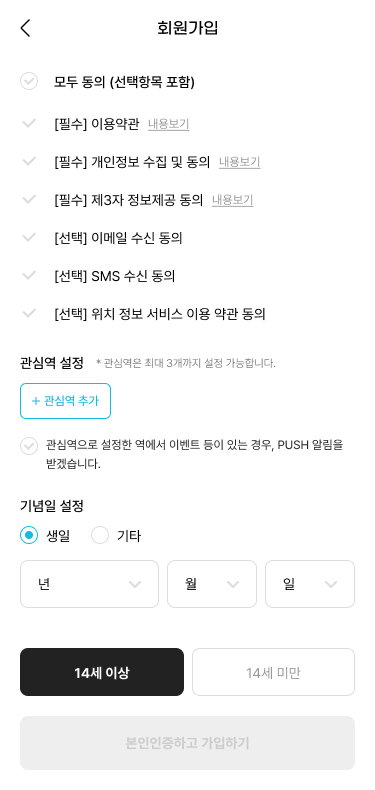 회원가입
모두 동의 (선택항목 포함)
[필수] 이용약관 내용보기
[필수] 개인정보 수집 및 동의 내용보기
[필수] 제3자 정보제공 동의 내용보기
[선택] 이메일 수신 동의
[선택] SMS 수신 동의
[선택] 위치 정보 서비스 이용 약관 동의
관심역 설정 * 관심역은 최대 3개까지 설정 가능합니다.
+ 관심역 추가
관심역으로 설정한 역에서 이벤트 등이 있는 경우, PUSH 알림을
받겠습니다.
기념일 설정
생일 기타
년 월 일
14세 이상 14세 미만
본인인증하고 가입하기